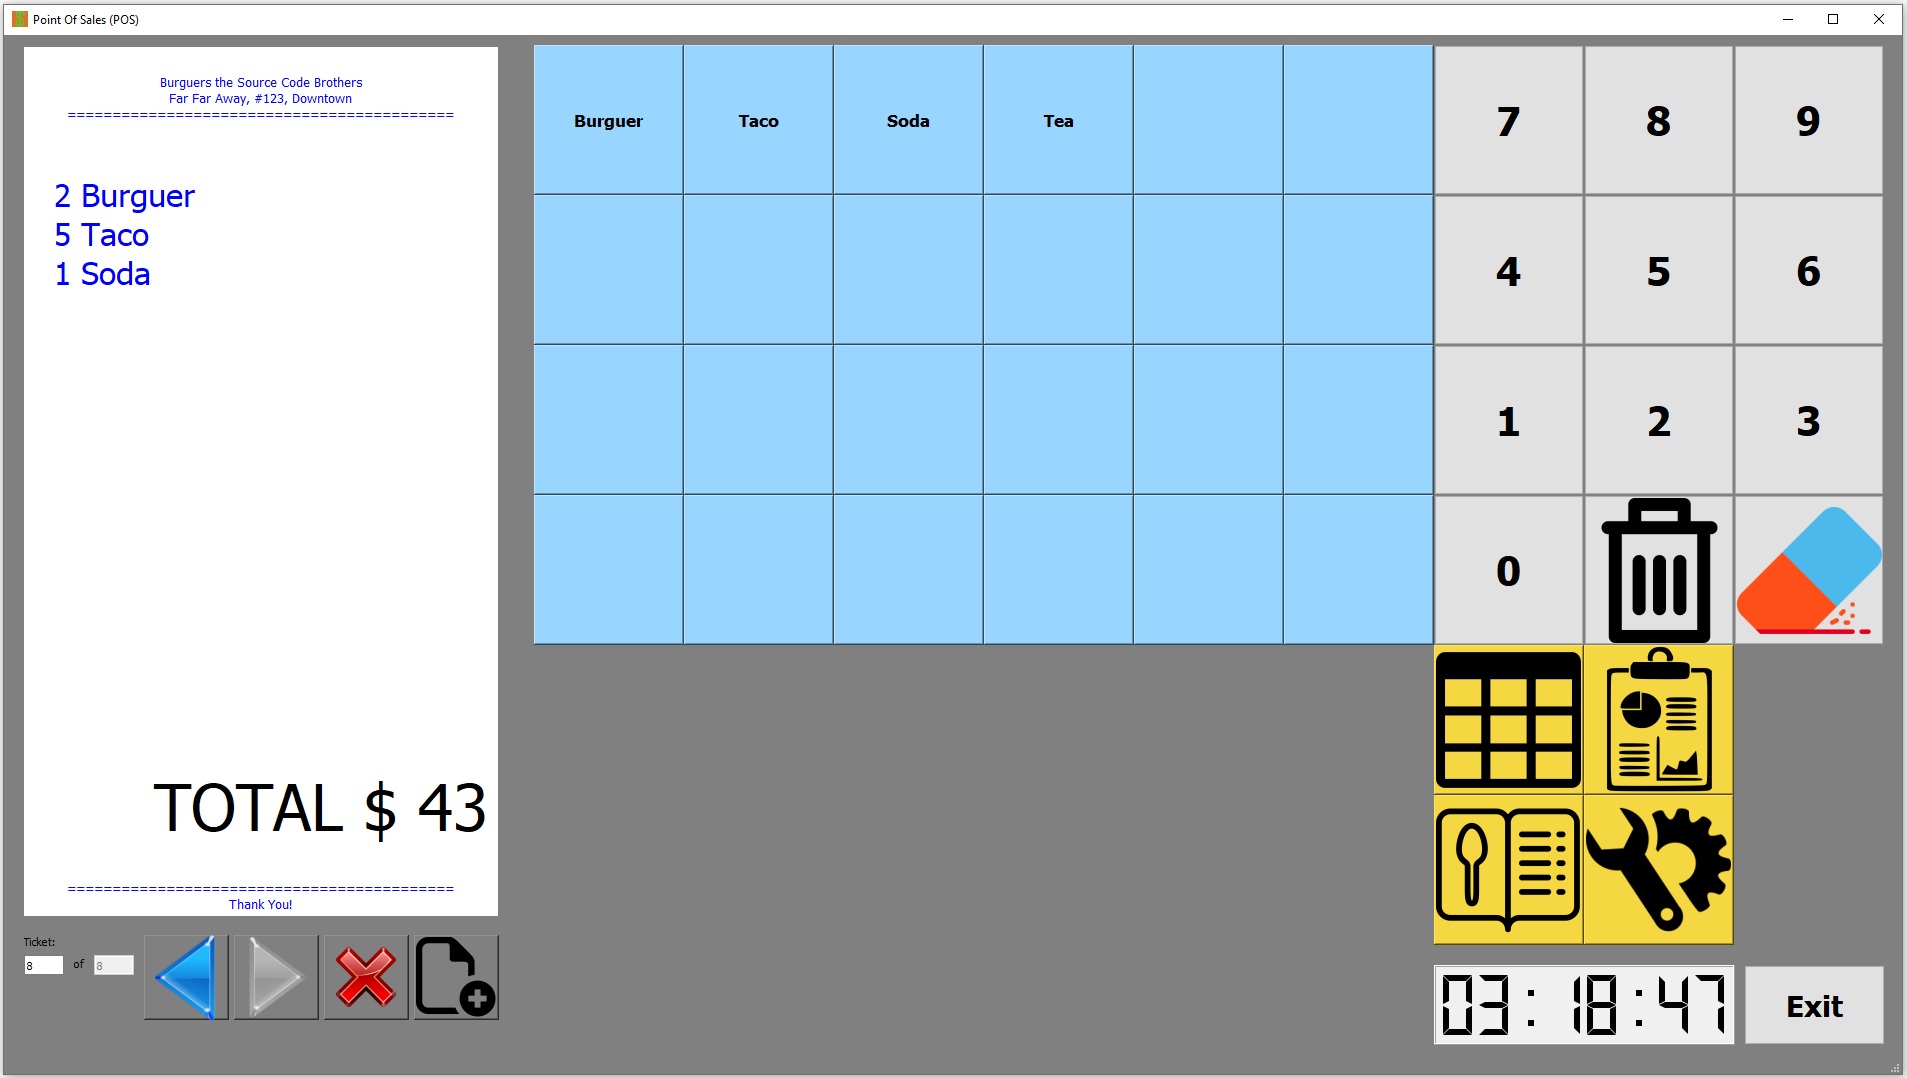 Point Of Sales (POS)
Burguers the Source Code Brothers
Far Far Away, #123, Downtown
===========================================
2 Burguer
5 Taco
1 Soda
TOTAL $ 43
===========================================
Thank You!
Ticket:
8 of 8
Burguer Taco Soda Tea
7 8 9
4 5 6
1 2 3
0
03:18:47
Exit